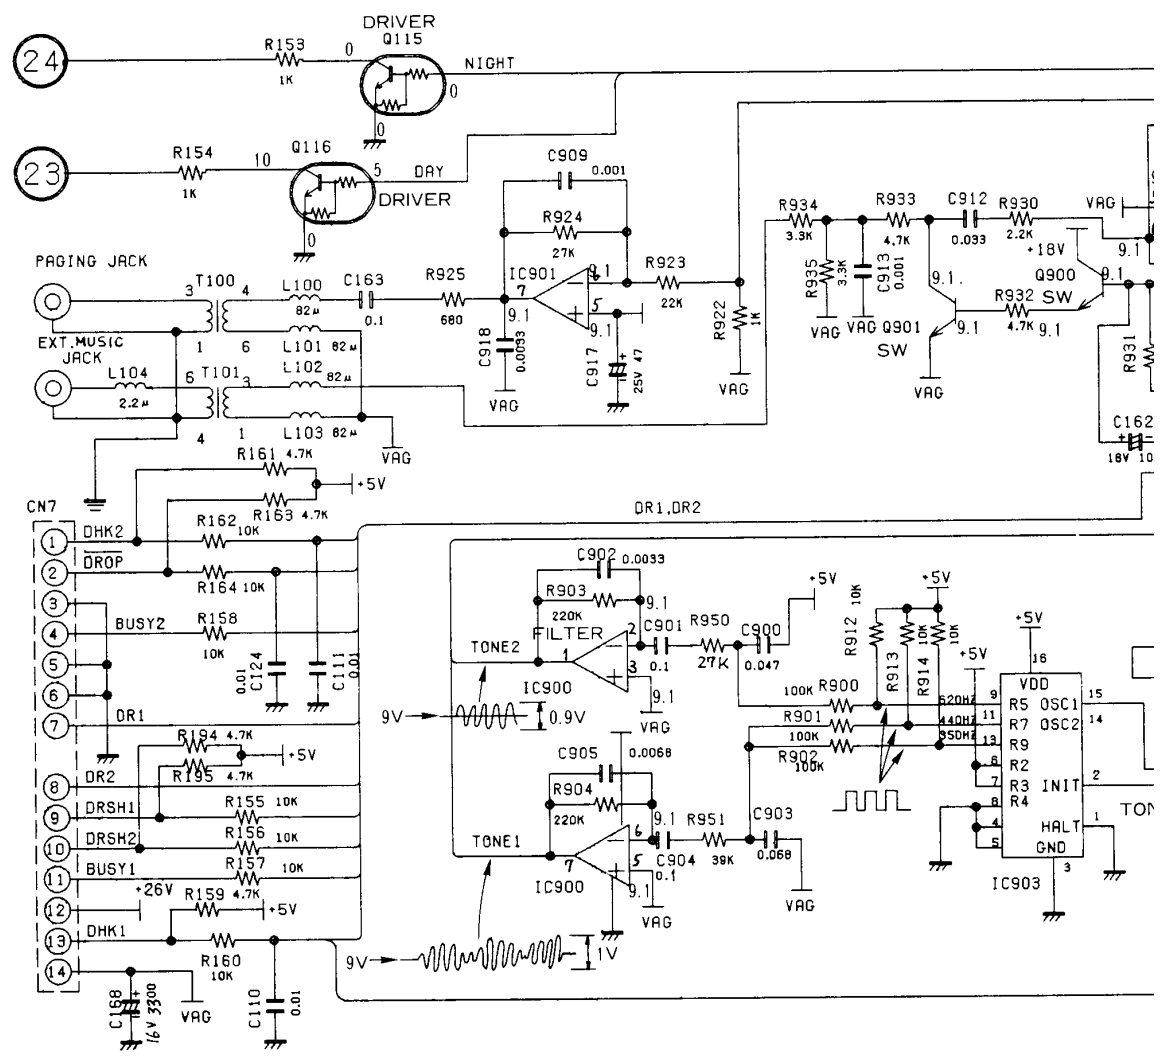 DRIVER
Q115
24
R153
1K
0
NIGHT
0
0
23
R154
1K
10
Q116
5
DAY
DRIVER
0
C909
0.001
R924
27K
IC901
7
9.1
9.1
6
5
9.1
R923
22K
R922
1K
VAG
PAGING JACK
T100
3
4
1
6
L100
82μ
C163
0.1
R925
680
L101
82μ
C918
0.0033
VAG
C917
25V 47
EXT.MUSIC
JACK
L104
2.2μ
T101
6
3
4
1
L102
82μ
L103
82μ
VAG
R934
3.3K
R935
3.3K
VAG
C913
0.001
VAG
R933
4.7K
C912
0.033
R930
2.2K
+18V
VAG
9.1
Q900
SW
9.1
9.1
Q901
SW
9.1
R932
4.7K
9.1
VAG
R931
C162
18V 10
R161
4.7K
+5V
R163
4.7K
CN7
1
DHK2
R162
10K
2
DROP
R164
10K
3
4
BUSY2
R158
10K
5
6
7
DR1
C124
0.01
C111
0.01
R194
4.7K
+5V
R195
4.7K
8
DR2
9
DRSH1
R155
10K
10
DRSH2
R156
10K
11
BUSY1
R157
10K
4.7K
12
+26V
R159
+5V
13
DHK1
R160
10K
14
C168
16V 3300
VAG
C110
0.01
DR1,DR2
C902
0.0033
R903
220K
FILTER
9.1
TONE2
1
2
3
IC900
9.1
VAG
C901
0.1
R950
27K
C900
0.047
+5V
9V
0.9V
C905
0.0068
R904
220K
TONE1
7
6
5
9.1
IC900
9.1
VAG
C904
0.1
R951
39K
C903
0.068
VAG
9V
1V
+5V
R912
10K
R913
10K
R914
10K
100K
R900
520HZ
R901
100K
440HZ
R902
100K
350HZ
+5V
+5V
16
VDD
9
R5
OSC1
15
11
R7
OSC2
14
13
R9
6
R2
7
R3
INIT
2
8
R4
4
HALT
1
5
GND
3
IC903
TON